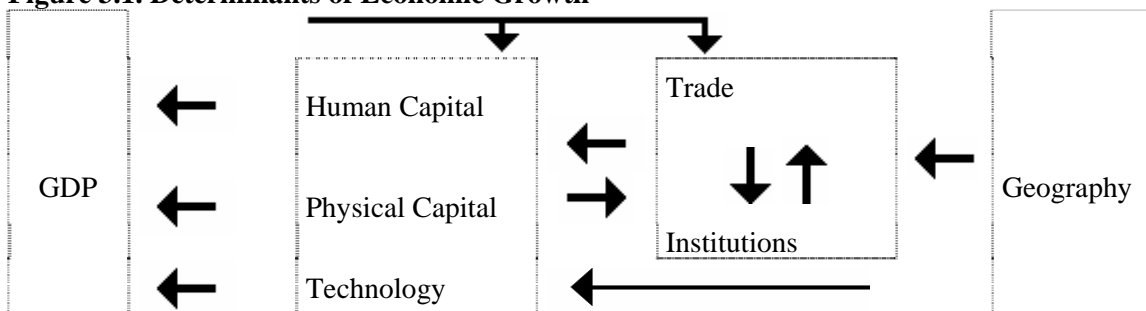 Figure 3.1. Determinants of Economic Growth
Trade
Human Capital
GDP
Physical Capital
Geography
Institutions
Technology